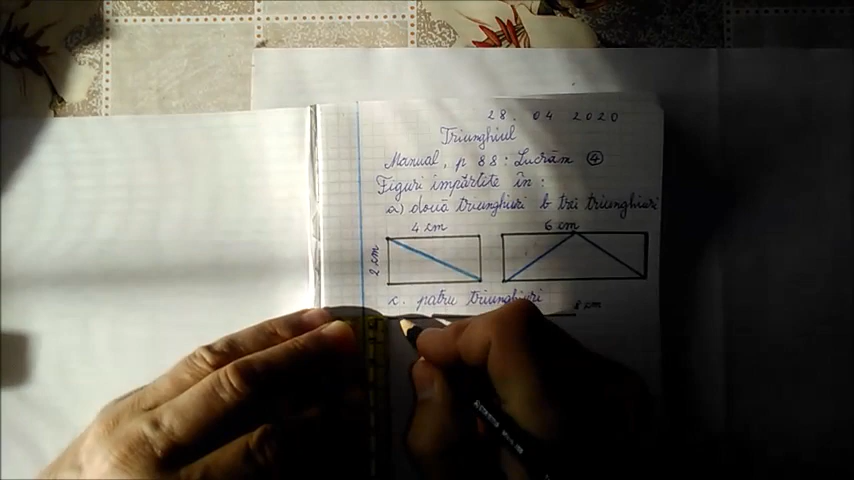 28. 04 2020
Triunghiul
Manual, p 88: Lucrăm 4
Figuri împărțite în:
a) două triunghiuri b trei triunghiuri
4 cm 6 cm
2 cm
c. patru triunghiuri
8 cm